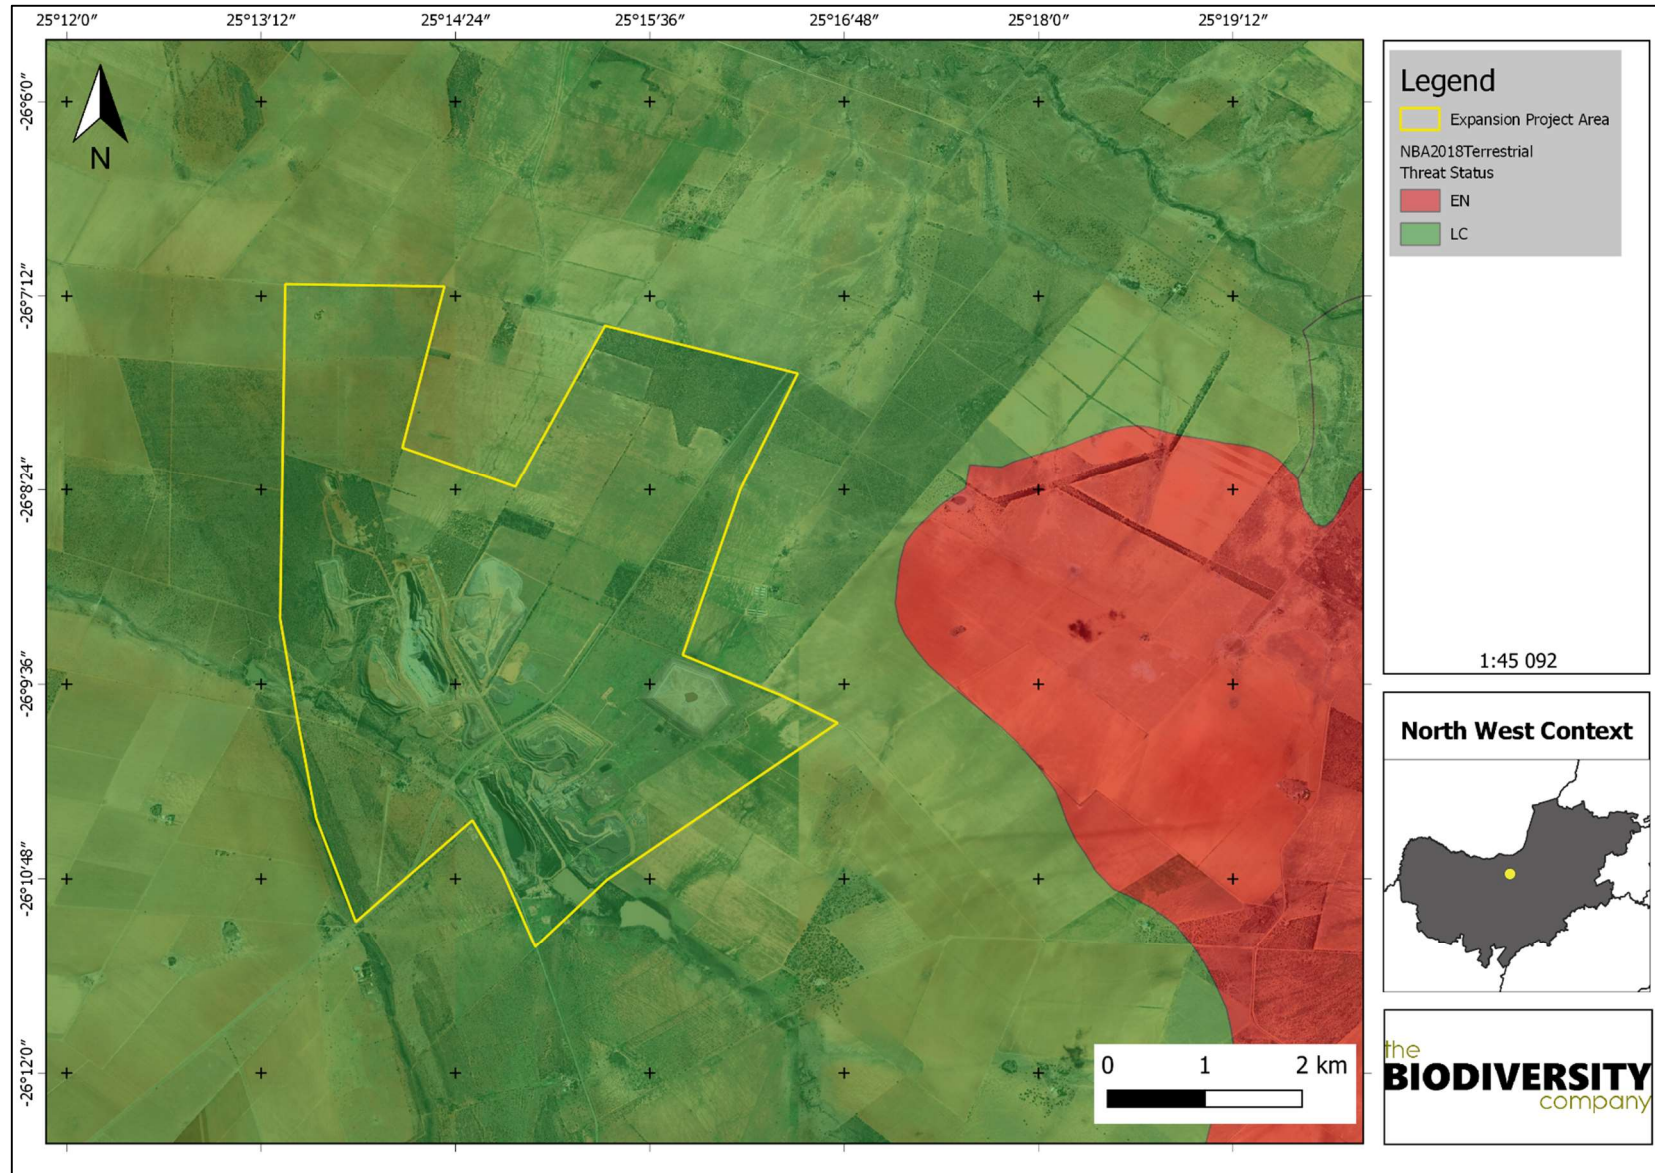 25°12′0″ 25°13′12″ 25°14′24″ 25°15′36″ 25°16′48″ 25°18′0″ 25°19′12″
-26°6′0″
-26°7′12″
-26°8′24″
-26°9′36″
-26°10′48″
-26°12′0″
N
0 1 2 km
Legend
Expansion Project Area
NBA2018Terrestrial
Threat Status
EN
LC
1:45 092
North West Context
the
BIODIVERSITY
company